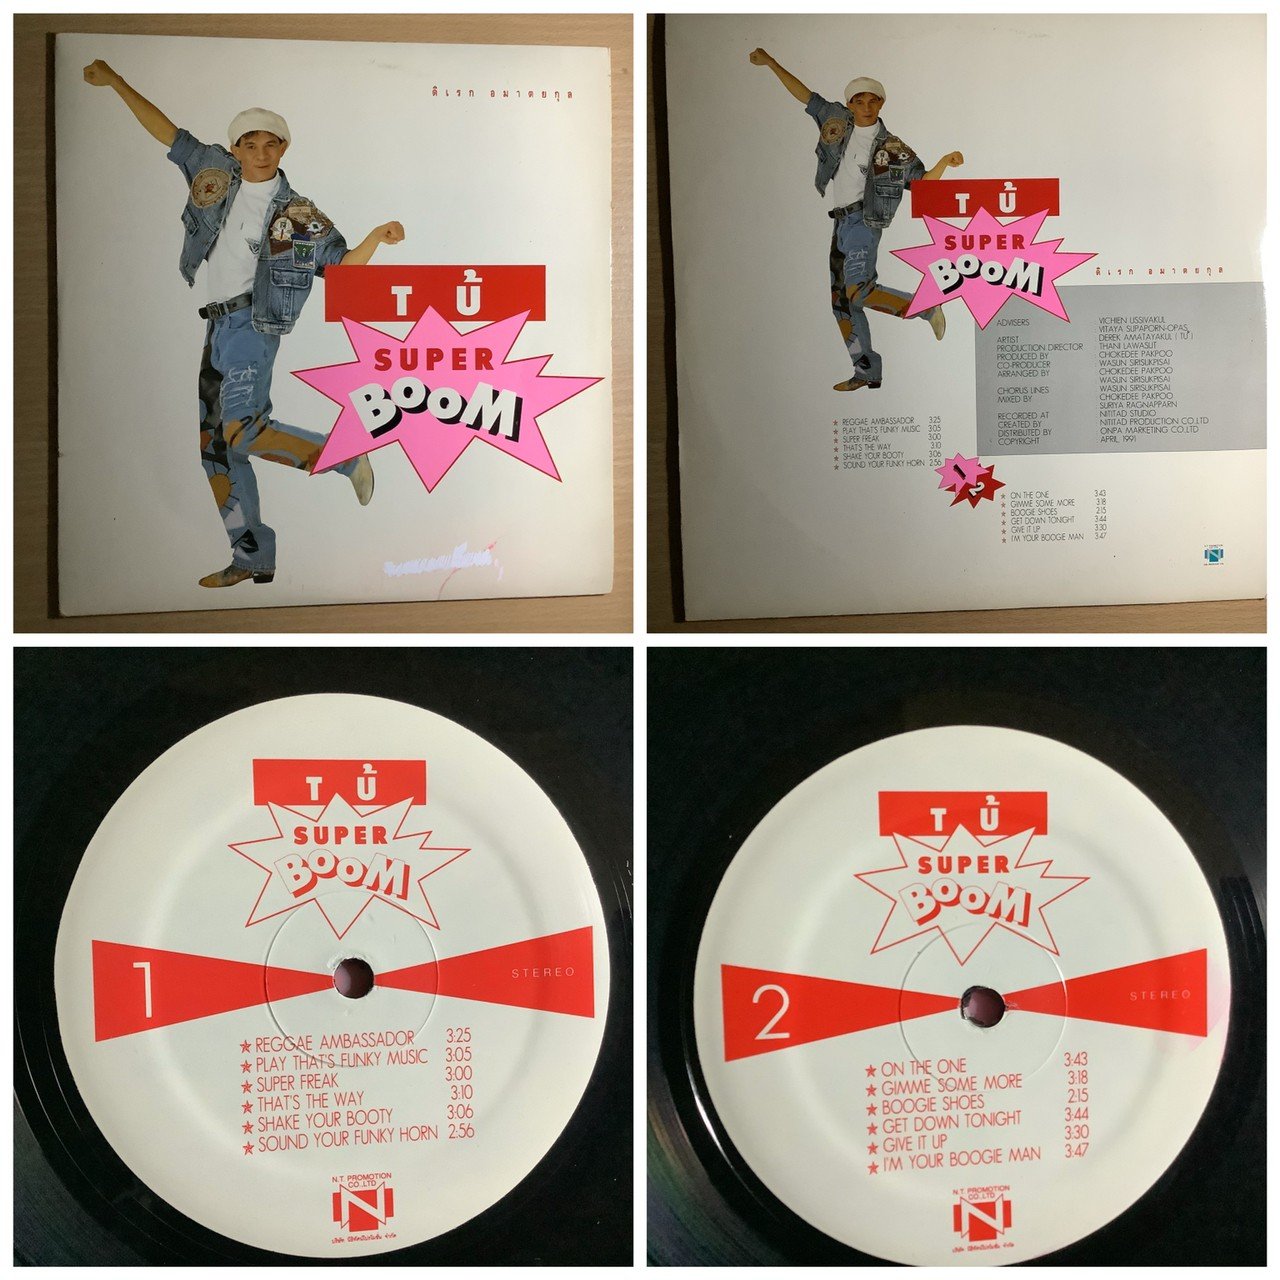 ดิเรก อมาตยกุล
T ตู้
SUPER
BOOM
T ตู้
SUPER
BOOM
ดิเรก อมาตยกุล
ADVISERS VICHIEN USSIVAKUL
VITAYA SUPAPORN-OPAS
ARTIST DEREK AMATAYAKUL ( TU )
PRODUCTION DIRECTOR THANI LAWASUT
PRODUCED BY CHOKEDEE PAKPOO
CO-PRODUCER WASUN SIRISUKPISAI
ARRANGED BY CHOKEDEE PAKPOO
WASUN SIRISUKPISAI
CHORUS LINES CHOKEDEE PAKPOO
MIXED BY SURIYA RAGNAPPARN
RECORDED AT NITITAD STUDIO
CREATED BY NITITAD PRODUCTION CO.LTD
DISTRIBUTED BY ONPA MARKETING CO.LTD
COPYRIGHT APRIL 1991
REGGAE AMBASSADOR 3:25
PLAY THAT'S FUNKY MUSIC 3:05
SUPER FREAK 3:00
THAT'S THE WAY 3:10
SHAKE YOUR BOOTY 3:06
SOUND YOUR FUNKY HORN 2:56
1
2
ON THE ONE 3:43
GIMME SOME MORE 3:18
BOOGIE SHOES 2:15
GET DOWN TONIGHT 3:44
GIVE IT UP 3:30
I'M YOUR BOOGIE MAN 3:47
N
T ตู้
SUPER
BOOM
1 STEREO
REGGAE AMBASSADOR 3:25
PLAY THAT'S FUNKY MUSIC 3:05
SUPER FREAK 3:00
THAT'S THE WAY 3:10
SHAKE YOUR BOOTY 3:06
SOUND YOUR FUNKY HORN 2:56
N.T. PROMOTION
CO.,LTD
N
T ตู้
SUPER
BOOM
2 STEREO
ON THE ONE 3:43
GIMME SOME MORE 3:18
BOOGIE SHOES 2:15
GET DOWN TONIGHT 3:44
GIVE IT UP 3:30
I'M YOUR BOOGIE MAN 3:47
N.T. PROMOTION
CO.,LTD
N